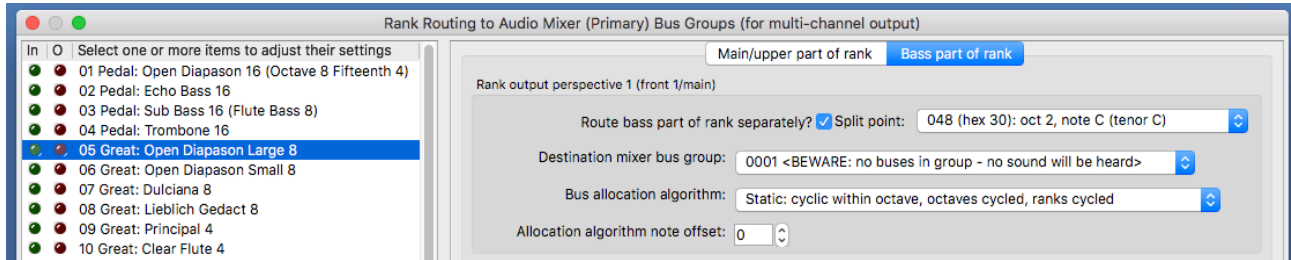 Rank Routing to Audio Mixer (Primary) Bus Groups (for multi-channel output)
In O Select one or more items to adjust their settings
01 Pedal: Open Diapason 16 (Octave 8 Fifteenth 4)
02 Pedal: Echo Bass 16
03 Pedal: Sub Bass 16 (Flute Bass 8)
04 Pedal: Trombone 16
05 Great: Open Diapason Large 8
06 Great: Open Diapason Small 8
07 Great: Dulciana 8
08 Great: Lieblich Gedact 8
09 Great: Principal 4
10 Great: Clear Flute 4
Main/upper part of rank Bass part of rank
Rank output perspective 1 (front 1/main)
Route bass part of rank separately? Split point: 048 (hex 30): oct 2, note C (tenor C)
Destination mixer bus group: 0001 <BEWARE: no buses in group - no sound will be heard>
Bus allocation algorithm: Static: cyclic within octave, octaves cycled, ranks cycled
Allocation algorithm note offset: 0